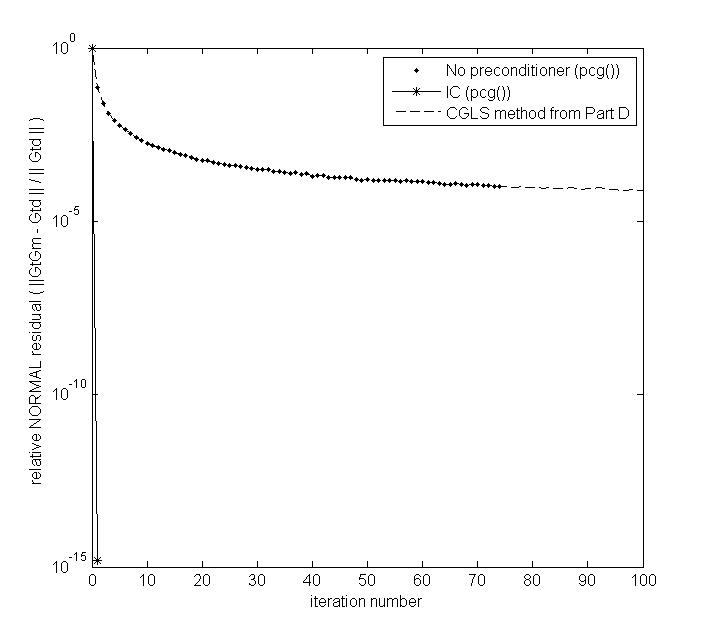 10^0
No preconditioner (pcg())
IC (pcg())
CGLS method from Part D
10^-5
relative NORMAL residual ( ||GtGm - Gtd || / || Gtd || )
10^-10
10^-15
0 10 20 30 40 50 60 70 80 90 100
iteration number